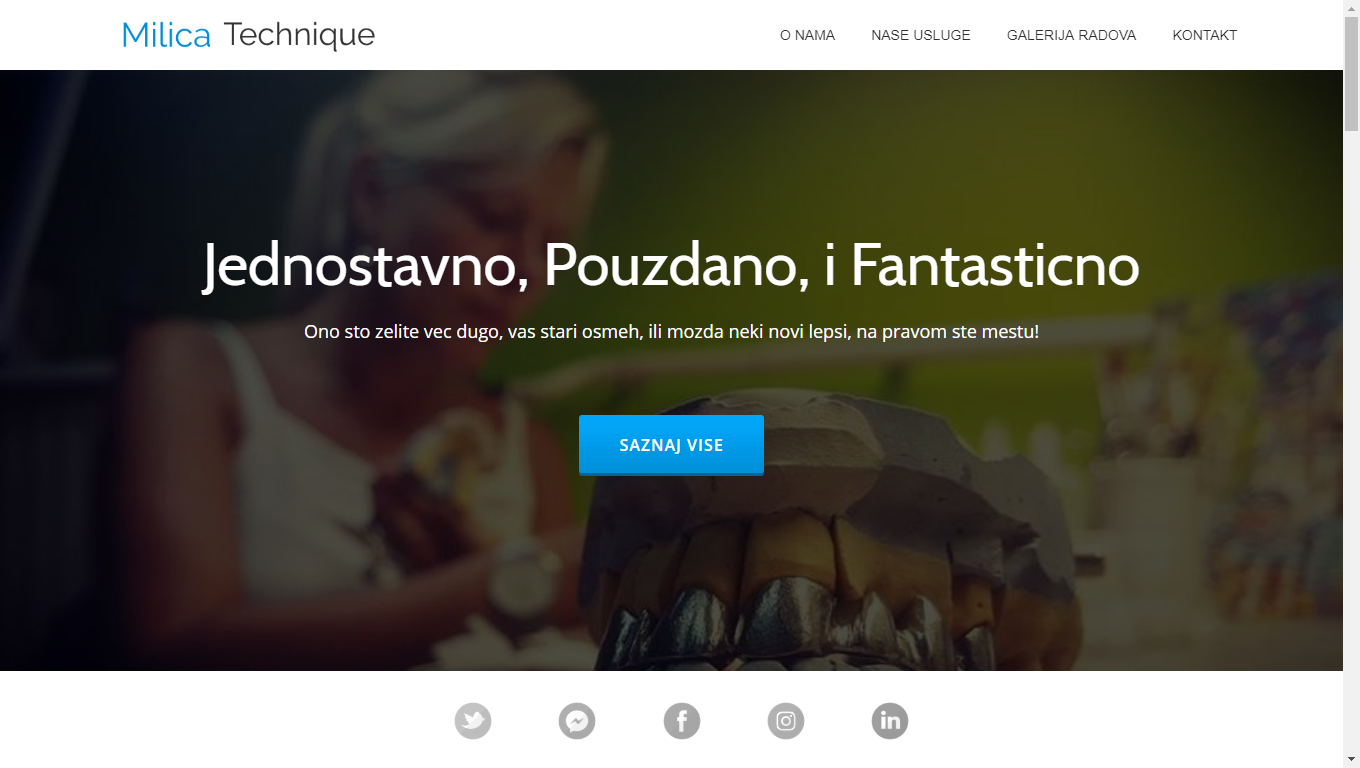 Milica Technique
O NAMA NASE USLUGE GALERIJA RADOVA KONTAKT
Jednostavno, Pouzdano, i Fantasticno
Ono sto zelite vec dugo, vas stari osmeh, ili mozda neki novi lepsi, na pravom ste mestu!
SAZNAJ VISE